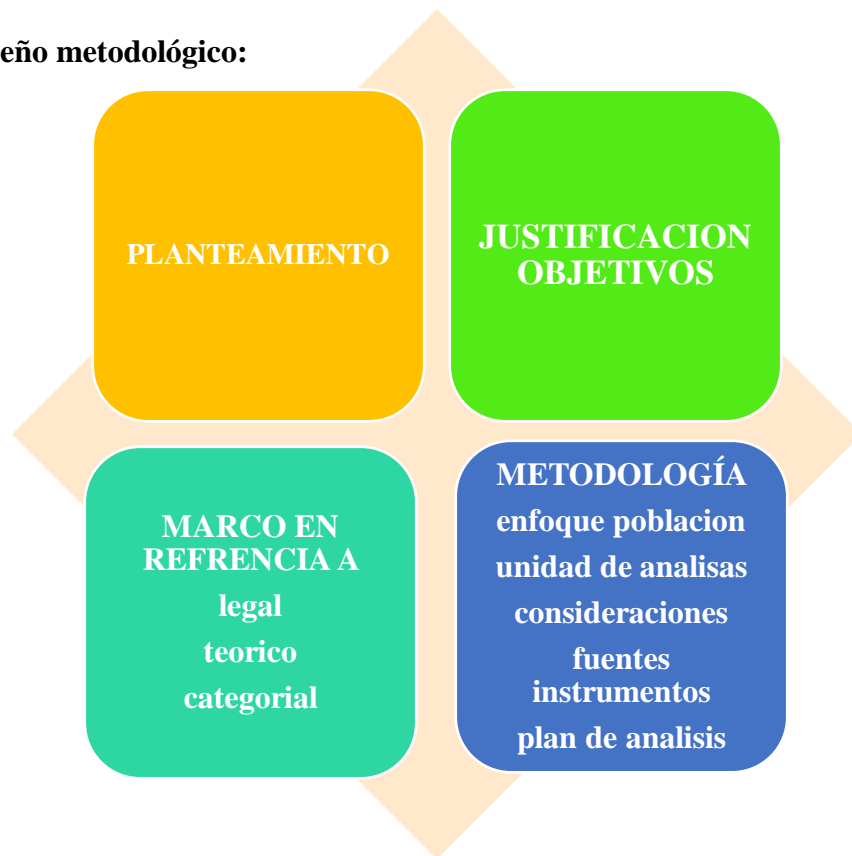 eño metodológico:
PLANTEAMIENTO
JUSTIFICACION
OBJETIVOS
MARCO EN
REFRENCIA A
legal
teorico
categorial
METODOLOGÍA
enfoque poblacion
unidad de analisas
consideraciones
fuentes
instrumentos
plan de analisis